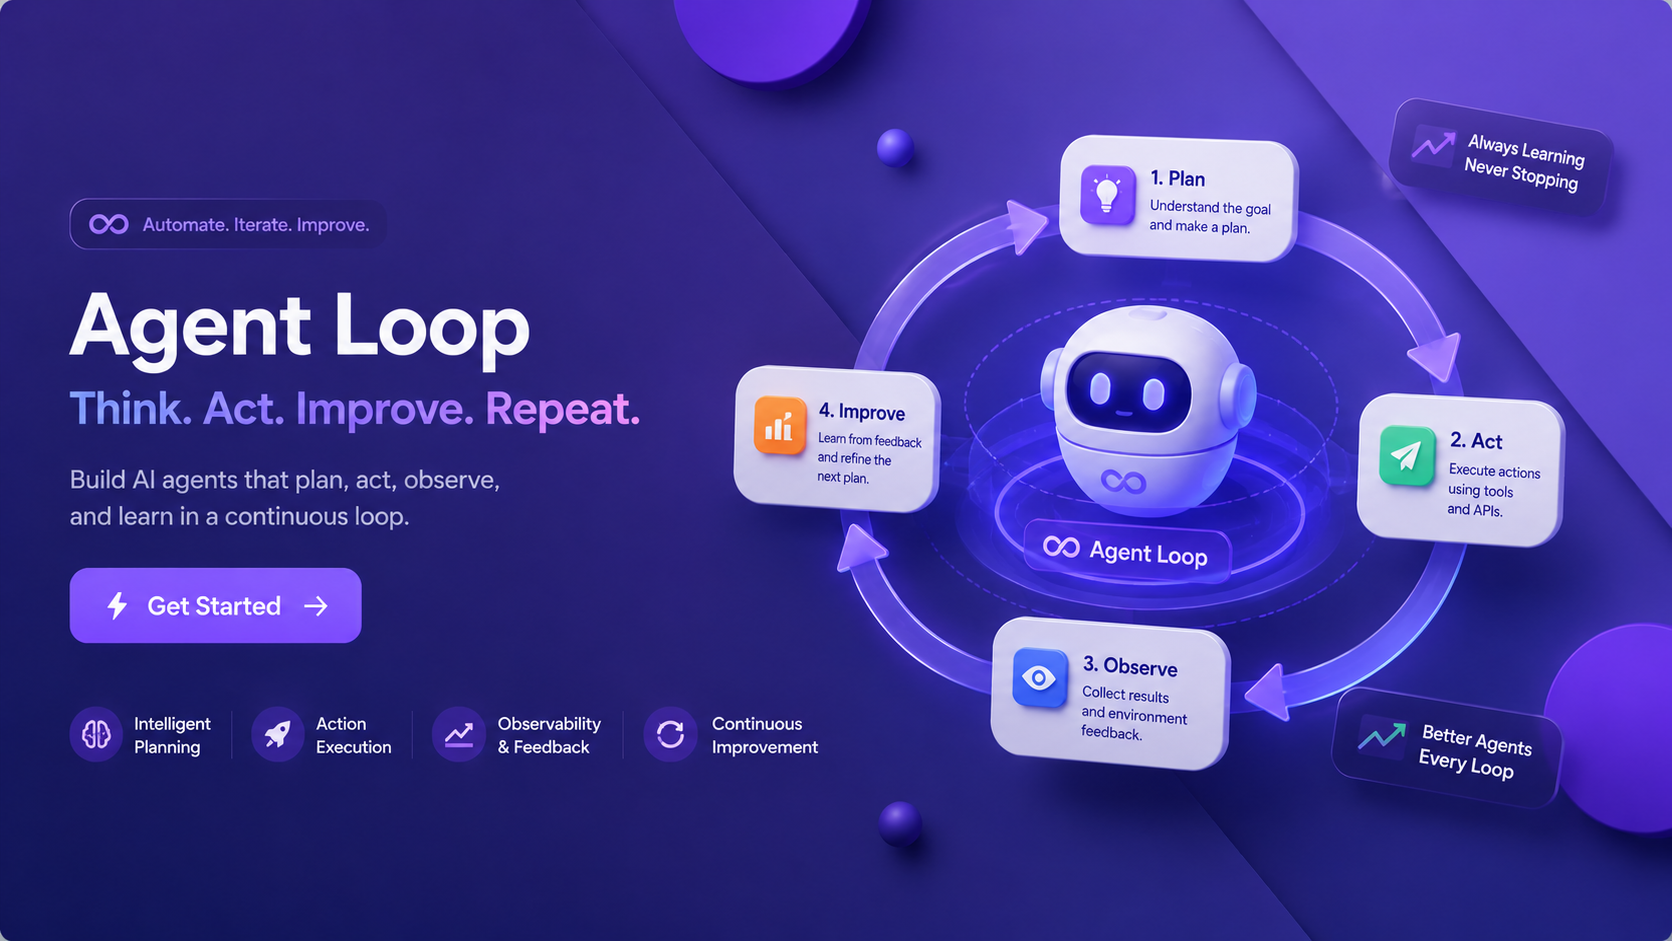 Automate. Iterate. Improve.
Agent Loop
Think. Act. Improve. Repeat.
Build AI agents that plan, act, observe,
and learn in a continuous loop.
Get Started
Intelligent
Planning
Action
Execution
Observability
& Feedback
Continuous
Improvement
1. Plan
Understand the goal
and make a plan.
2. Act
Execute actions
using tools
and APIs.
3. Observe
Collect results
and environment
feedback.
4. Improve
Learn from feedback
and refine the
next plan.
Agent Loop
Always Learning
Never Stopping
Better Agents
Every Loop